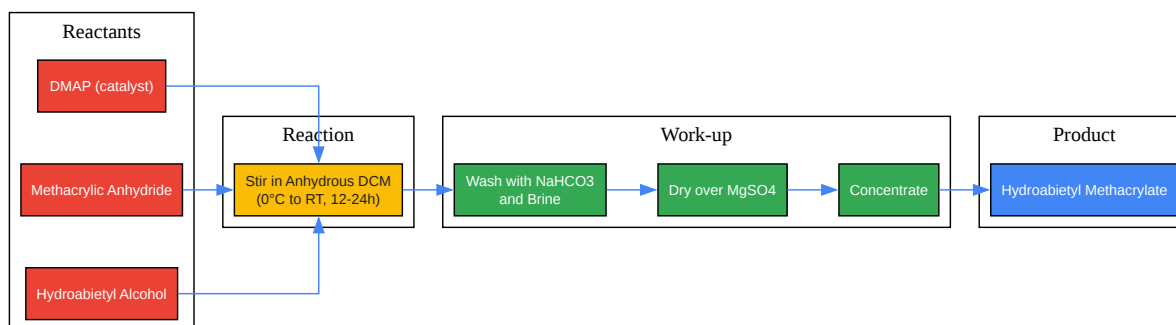 Reactants
DMAP (catalyst)
Methacrylic Anhydride
Hydroabietyl Alcohol
Reaction
Stir in Anhydrous DCM
(0°C to RT, 12-24h)
Work-up
Wash with NaHCO3
and Brine
Dry over MgSO4
Concentrate
Product
Hydroabietyl Methacrylate